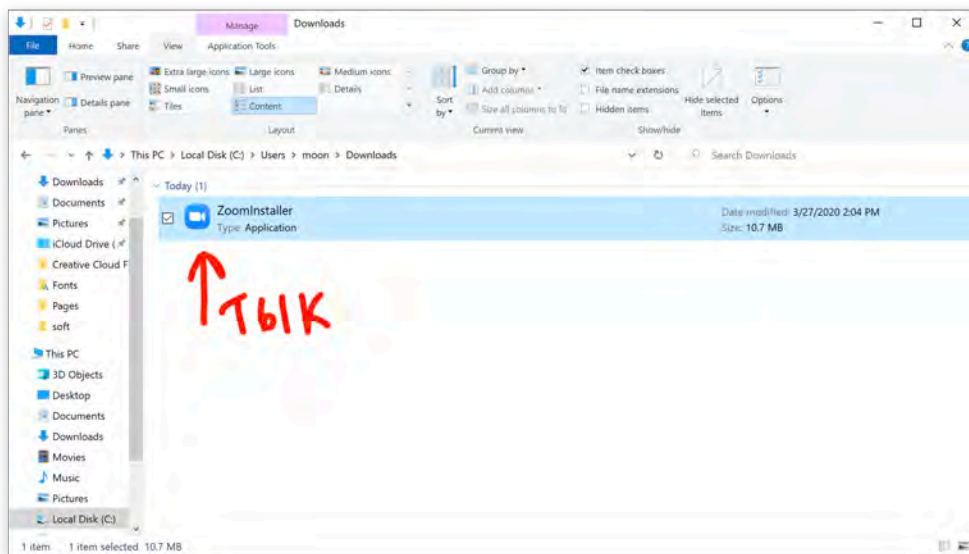 Manage
Downloads
File Home Share View Application Tools
Preview pane
Details pane
Navigation pane
Extra large icons Large icons Medium icons
Small icons List Details
Tiles Content
Sort by
Group by
Add columns
Size all columns to fit
Item check boxes
File name extensions
Hidden items
Hide selected items
Options
Panes Layout Current view Show/hide
This PC > Local Disk (C:) > Users > moon > Downloads
Search Downloads
Downloads
Documents
Pictures
iCloud Drive (
Creative Cloud F
Fonts
Pages
soft
This PC
3D Objects
Desktop
Documents
Downloads
Movies
Music
Pictures
Local Disk (C:)
Today (1)
ZoomInstaller
Type: Application
Date modified: 3/27/2020 2:04 PM
Size: 10.7 MB
ТЫК
1 item 1 item selected 10.7 MB